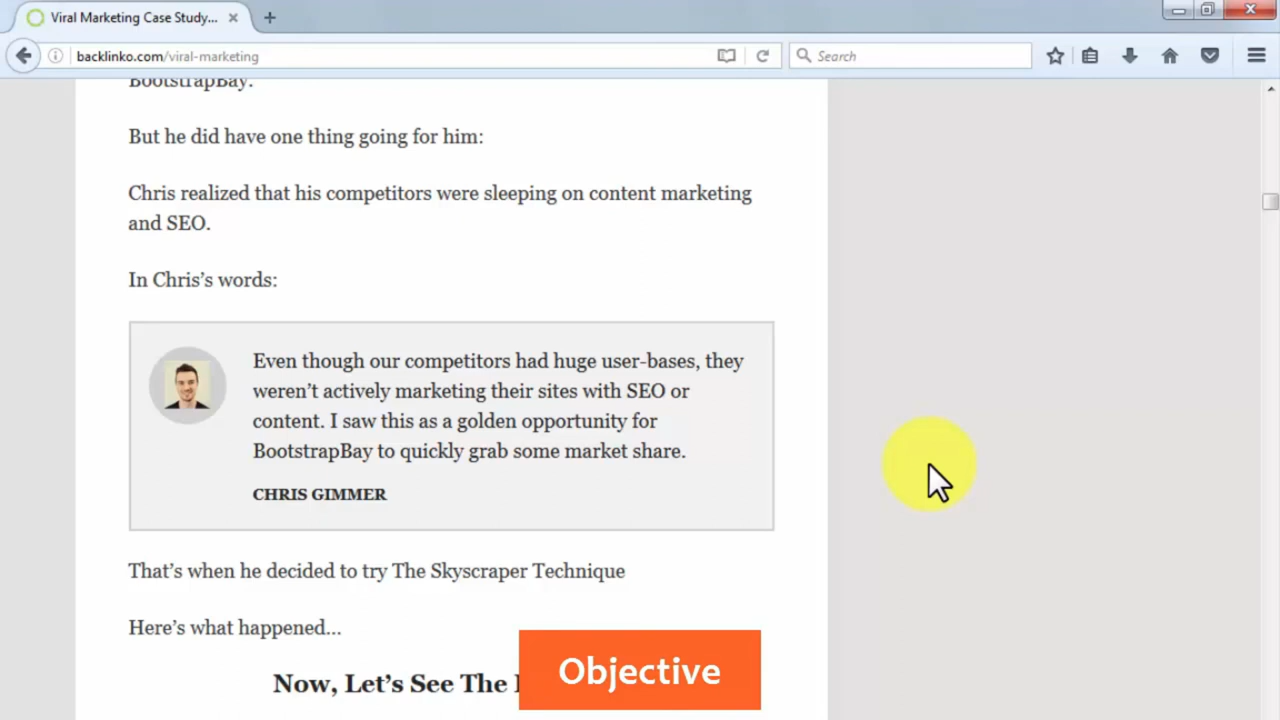 Viral Marketing Case Study...
backlinko.com/viral-marketing
Search
BootstrapBay.
But he did have one thing going for him:
Chris realized that his competitors were sleeping on content marketing
and SEO.
In Chris's words:
Even though our competitors had huge user-bases, they
weren't actively marketing their sites with SEO or
content. I saw this as a golden opportunity for
BootstrapBay to quickly grab some market share.
CHRIS GIMMER
That's when he decided to try The Skyscraper Technique
Here's what happened...
Now, Let's See The
Objective